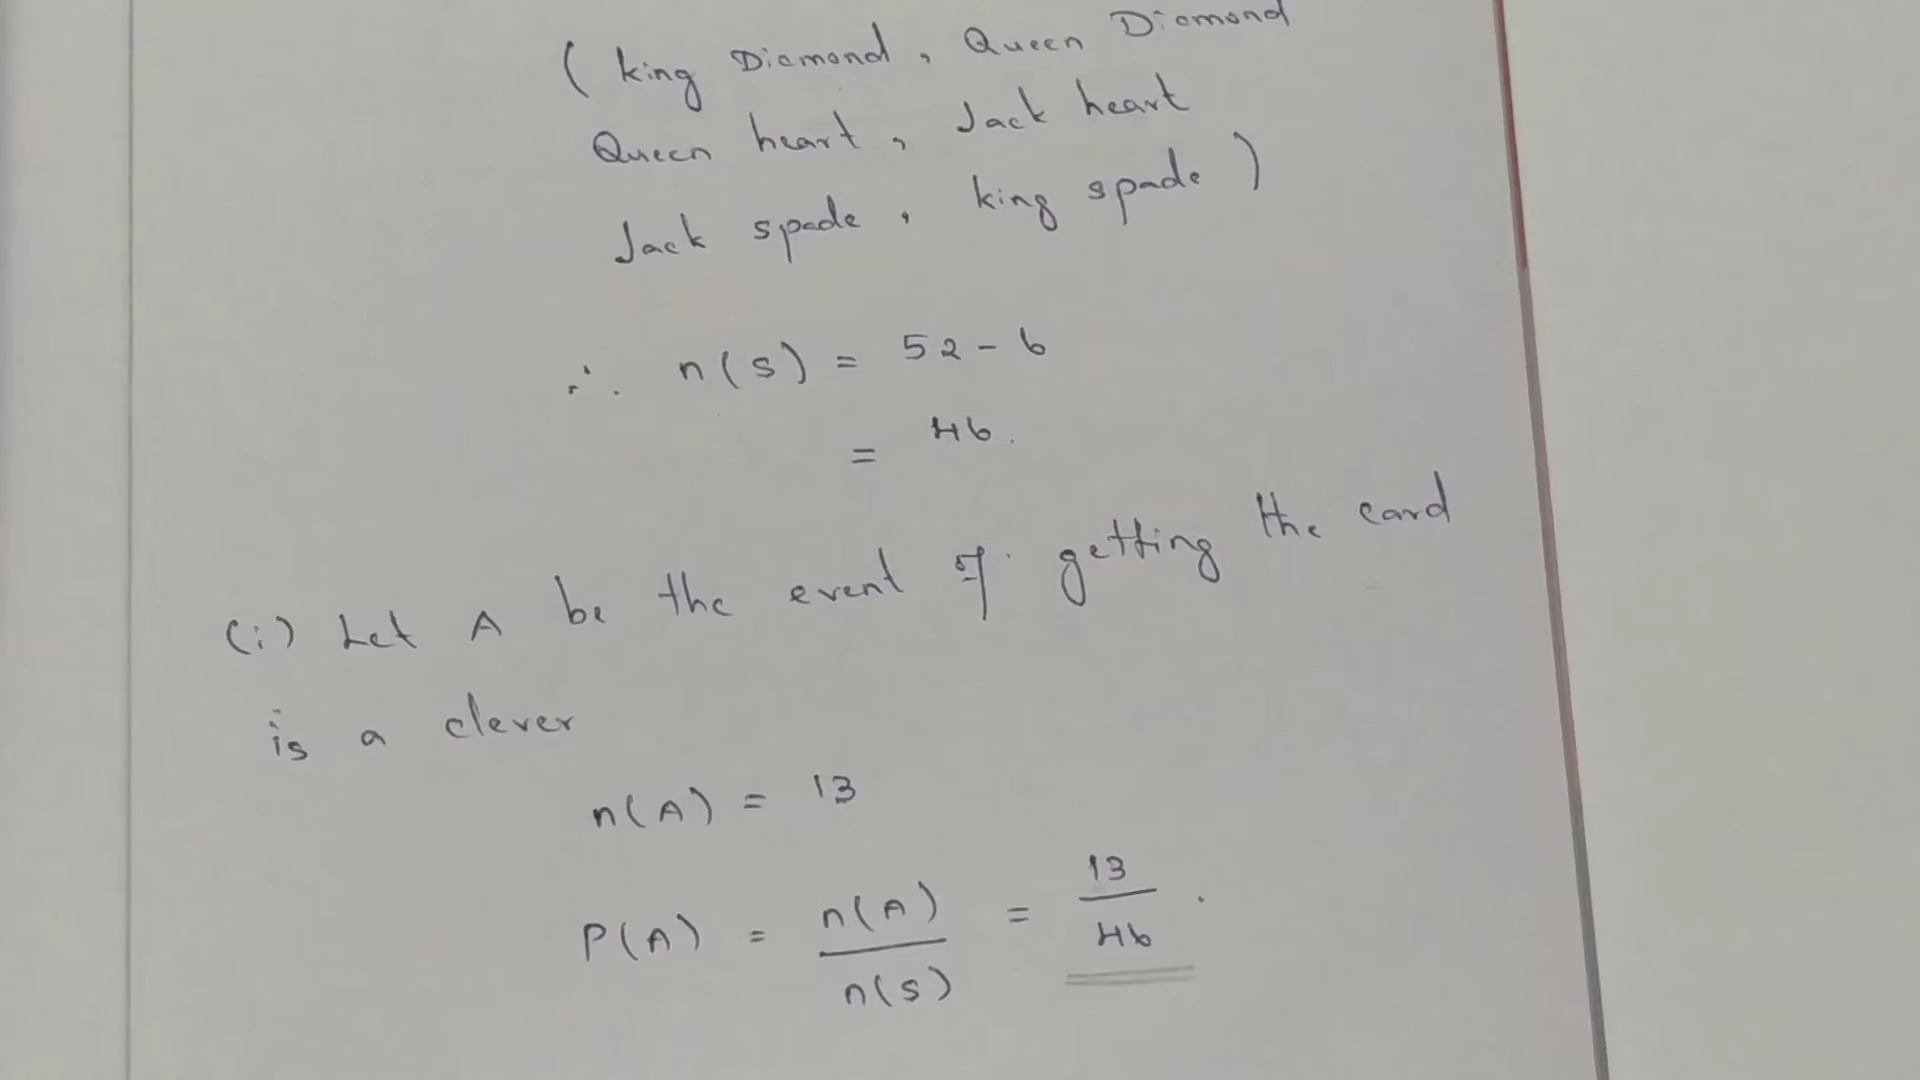 ( king Diamond, Queen Diamond
Queen heart, Jack heart
Jack spade, king spade )
∴ n(s) = 52 - 6
= 46.
(i) Let A be the event of getting the card
is a clever
n(A) = 13
P(A) = n(A)/n(s) = 13/46.